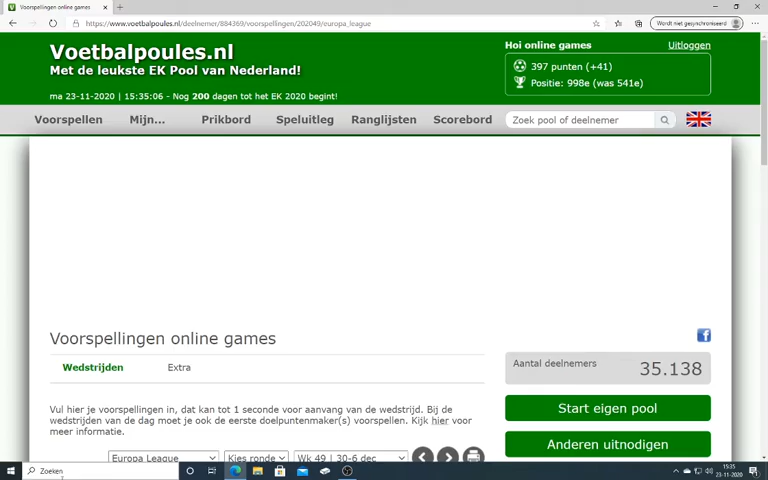 Voetbalpoules.nl - Voorspellingen online games
https://www.voetbalpoules.nl/deelnemer/884369/voorspellingen/202049/europa_league
Wordt niet gesynchroniseerd
Voetbalpoules.nl
Met de leukste EK Pool van Nederland!
ma 23-11-2020 | 15:35:06 - Nog 200 dagen tot het EK 2020 begint!
Hoi online games
Uitloggen
397 punten (+41)
Positie: 998e (was 541e)
Voorspellen
Mijn...
Prikbord
Speluitleg
Ranglijsten
Scorebord
Zoek pool of deelnemer
Voorspellingen online games
Wedstrijden
Extra
Vul hier je voorspellingen in, dat kan tot 1 seconde voor aanvang van de wedstrijd. Bij de
wedstrijden van de dag moet je ook de eerste doelpuntenmaker(s) voorspellen. Kijk hier voor
meer informatie.
Europa League
Kies ronde
Wk 49 | 30-6 dec
Aantal deelnemers
35.138
Start eigen pool
Anderen uitnodigen
Zoeken
15:35
23-11-2020